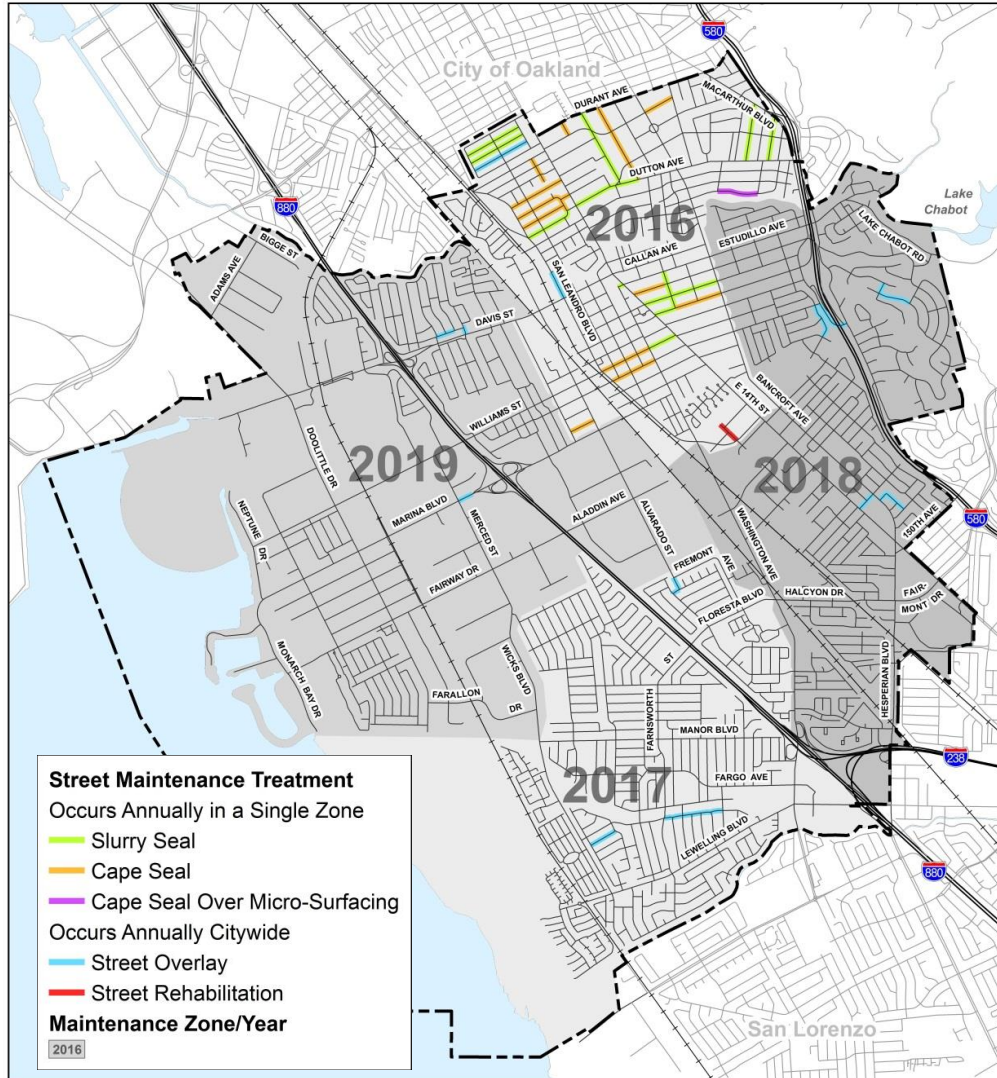 580
City of Oakland
DURANT AVE
MACARTHUR BLVD
DUTTON AVE
880
Lake
Chabot
2016
BIGGE ST
ESTUDILLO AVE
LAKE CHABOT RD
ADAMS AVE
CALLAN AVE
SAN LEANDRO BLVD
DAVIS ST
BANCROFT AVE
E 14TH ST
WILLIAMS ST
DOOLITTLE DR
2019
2018
NEPTUNE DR
MARINA BLVD
MERCED ST
ALADDIN AVE
ALVARADO ST
WASHINGTON AVE
150TH AVE
580
FREMONT
AVE
FAIRWAY DR
FLORESTA BLVD
HALCYON DR
FAIR-
MONT DR
MONARCH BAY DR
WICKS BLVD
ST
FARALLON
DR
FARNSWORTH
HESPERIAN BLVD
MANOR BLVD
238
FARGO AVE
2017
LEWELLING BLVD
880
San Lorenzo
Street Maintenance Treatment
Occurs Annually in a Single Zone
Slurry Seal
Cape Seal
Cape Seal Over Micro-Surfacing
Occurs Annually Citywide
Street Overlay
Street Rehabilitation
Maintenance Zone/Year
2016